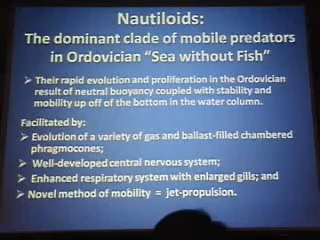 Nautiloids:
The dominant clade of mobile predators
in Ordovician “Sea without Fish”
➢ Their rapid evolution and proliferation in the Ordovician
result of neutral buoyancy coupled with stability and
mobility up off of the bottom in the water column.
Facilitated by:
➢ Evolution of a variety of gas and ballast-filled chambered
phragmocones;
➢ Well-developed central nervous system;
➢ Enhanced respiratory system with enlarged gills; and
➢ Novel method of mobility = jet-propulsion.